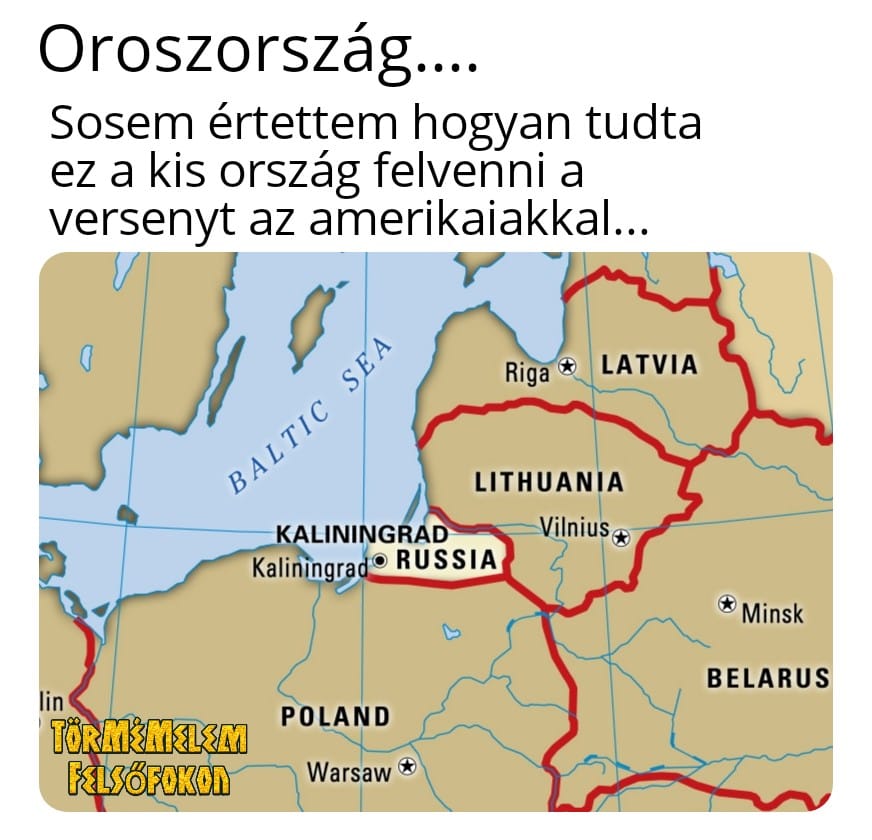 Oroszország....
Sosem értettem hogyan tudta
ez a kis ország felvenni a
versenyt az amerikaiakkal...
BALTIC SEA
Riga
LATVIA
LITHUANIA
KALININGRAD
Vilnius
Kaliningrad
RUSSIA
Minsk
BELARUS
lin
POLAND
TörMéMelem
Felsőfokon
Warsaw